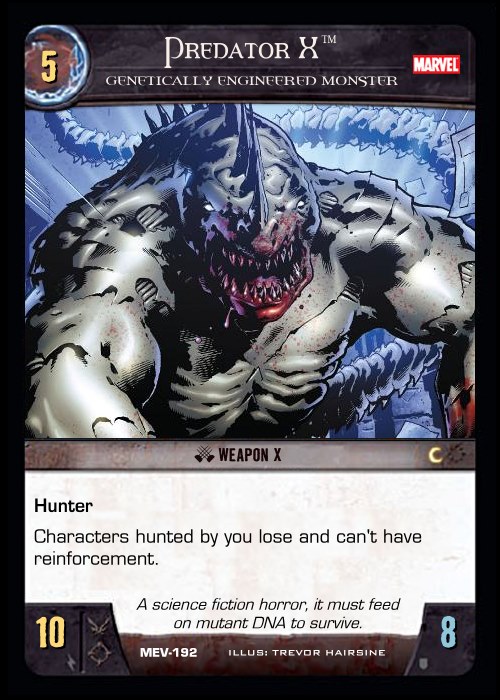 5
PREDATOR X™
GENETICALLY ENGINEERED MONSTER
MARVEL
WEAPON X
C
Hunter
Characters hunted by you lose and can't have
reinforcement.
A science fiction horror, it must feed
on mutant DNA to survive.
10
8
MEV-192 ILLUS: TREVOR HAIRSINE